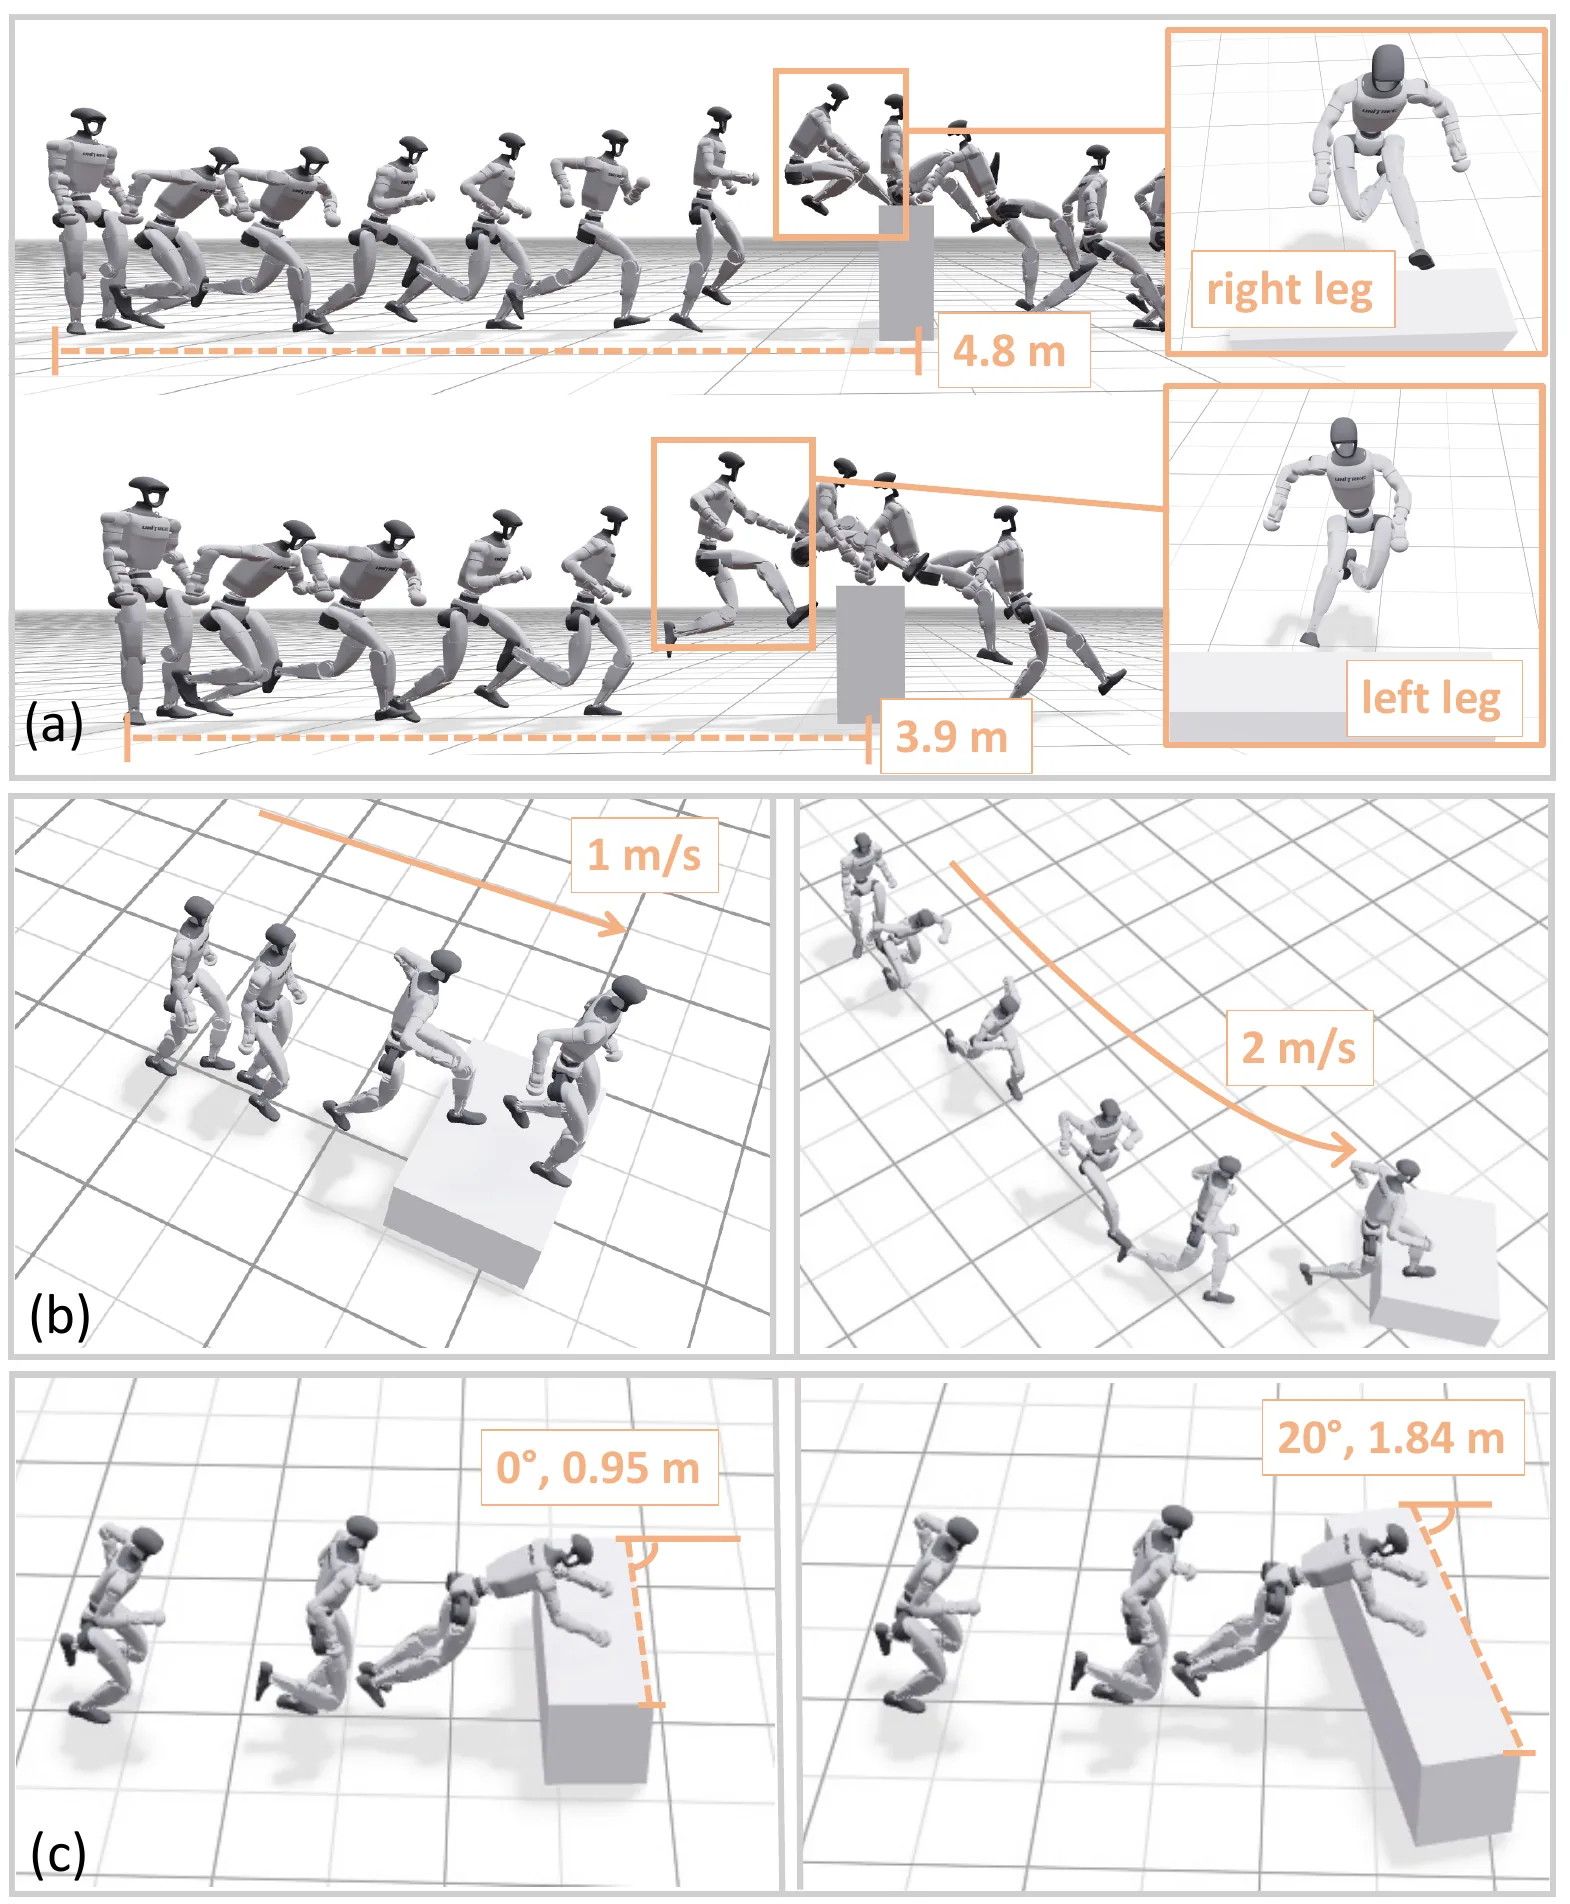 right leg
4.8 m
left leg
3.9 m
(a)
1 m/s
2 m/s
(b)
0°, 0.95 m
20°, 1.84 m
(c)